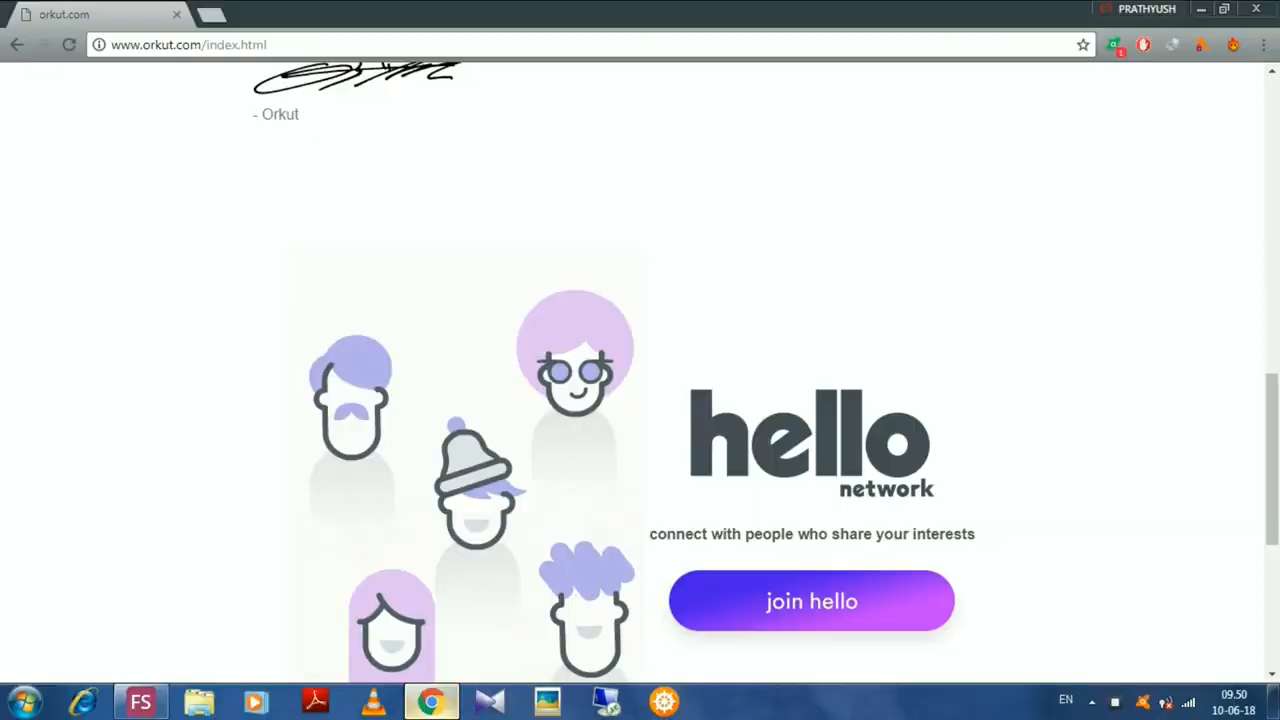 orkut.com
PRATHYUSH
www.orkut.com/index.html
1
- Orkut
hello
network
connect with people who share your interests
join hello
FS
EN
09.50
10-06-18